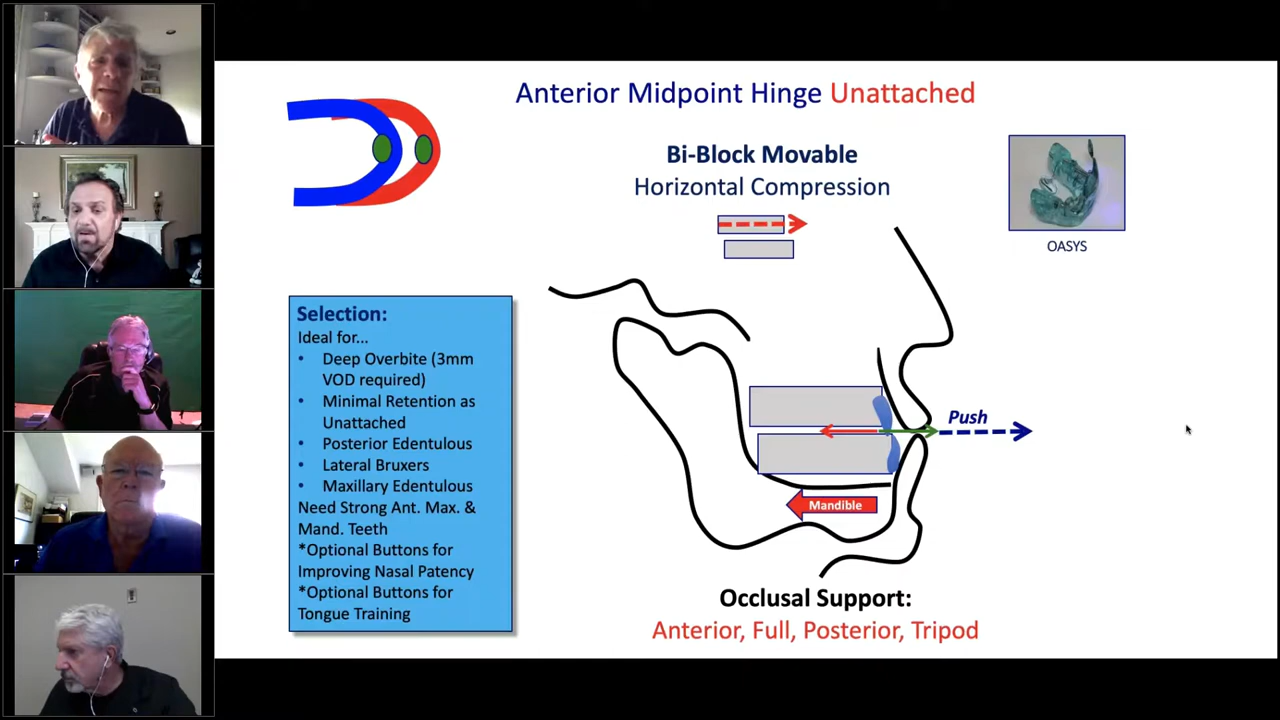 Anterior Midpoint Hinge Unattached
Bi-Block Movable
Horizontal Compression
OASYS
Selection:
Ideal for...
• Deep Overbite (3mm
VOD required)
• Minimal Retention as
Unattached
• Posterior Edentulous
• Lateral Bruxers
• Maxillary Edentulous
Need Strong Ant. Max. &
Mand. Teeth
*Optional Buttons for
Improving Nasal Patency
*Optional Buttons for
Tongue Training
Push
Mandible
Occlusal Support:
Anterior, Full, Posterior, Tripod